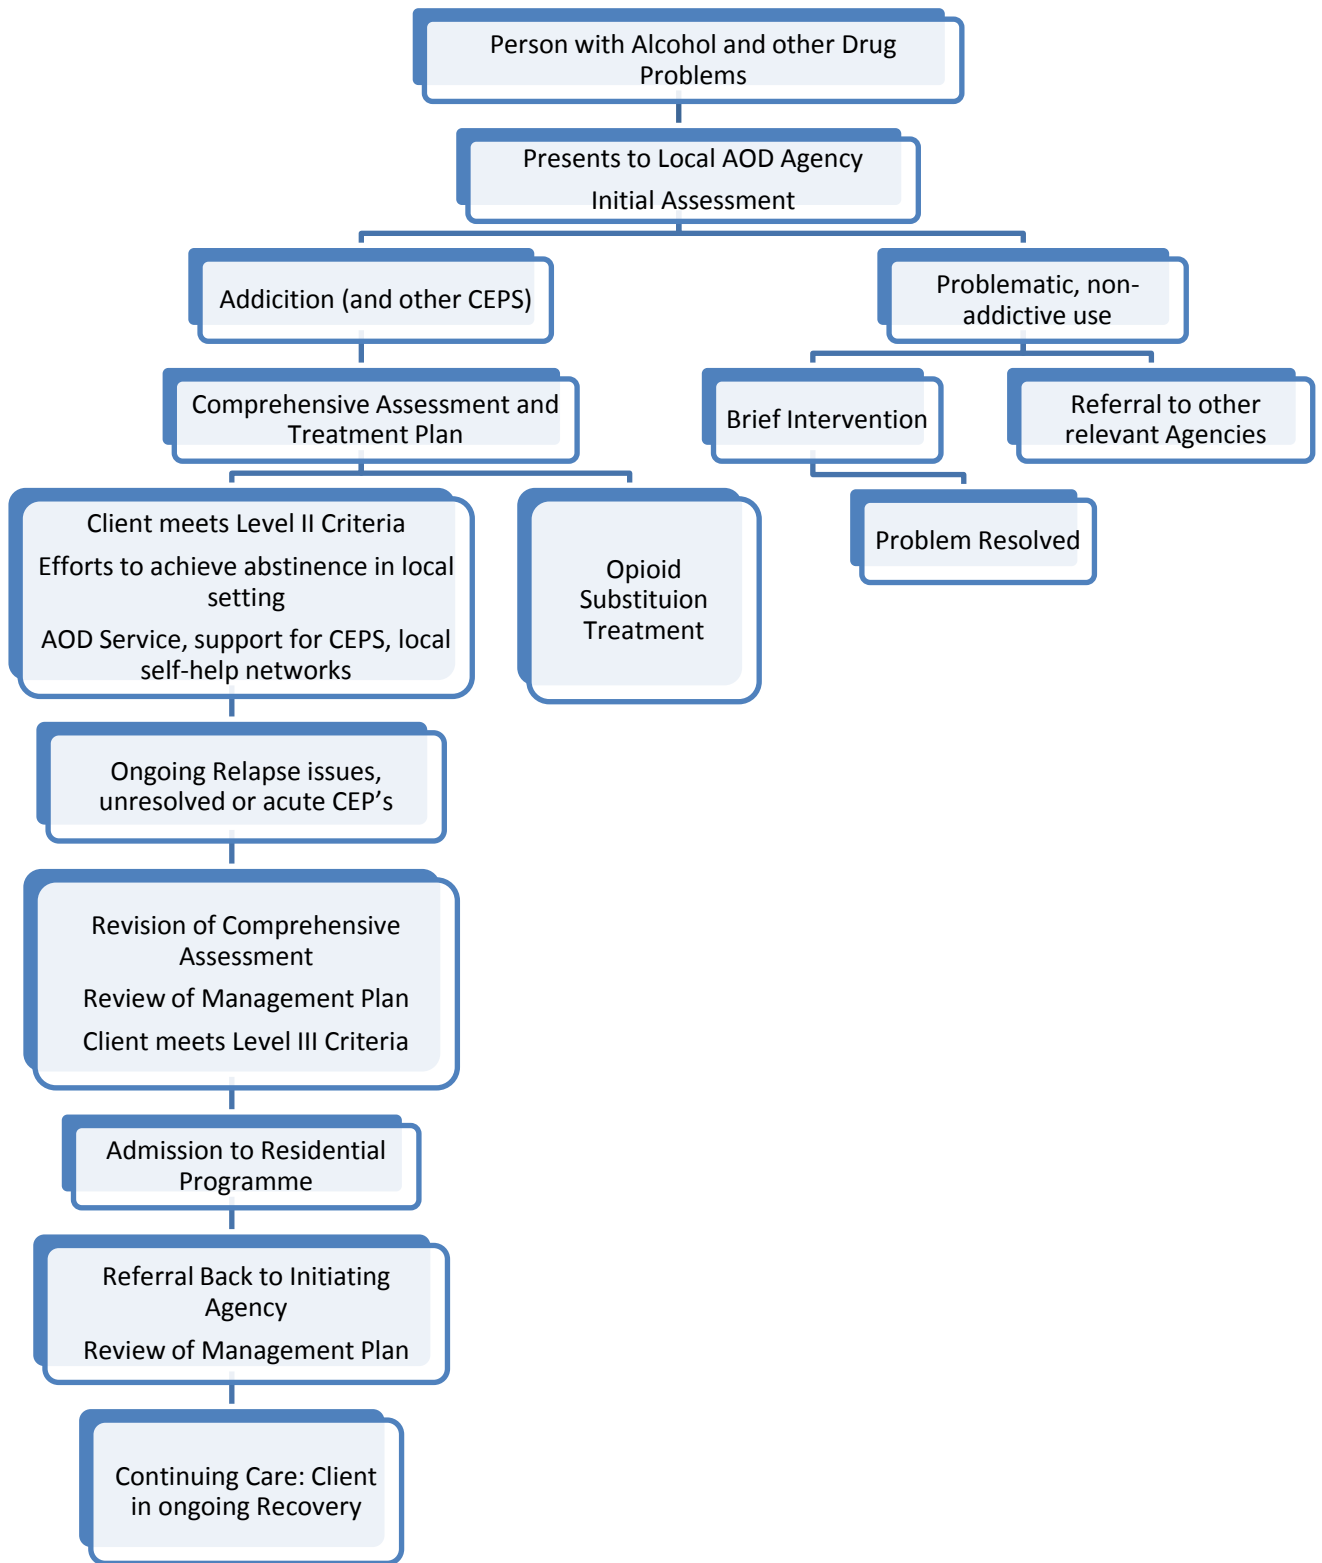 Person with Alcohol and other Drug
Problems
Presents to Local AOD Agency
Initial Assessment
Addicition (and other CEPS)
Problematic, non-
addictive use
Comprehensive Assessment and
Treatment Plan
Brief Intervention
Referral to other
relevant Agencies
Client meets Level II Criteria
Efforts to achieve abstinence in local
setting
AOD Service, support for CEPS, local
self-help networks
Opioid
Substituion
Treatment
Problem Resolved
Ongoing Relapse issues,
unresolved or acute CEP's
Revision of Comprehensive
Assessment
Review of Management Plan
Client meets Level III Criteria
Admission to Residential
Programme
Referral Back to Initiating
Agency
Review of Management Plan
Continuing Care: Client
in ongoing Recovery